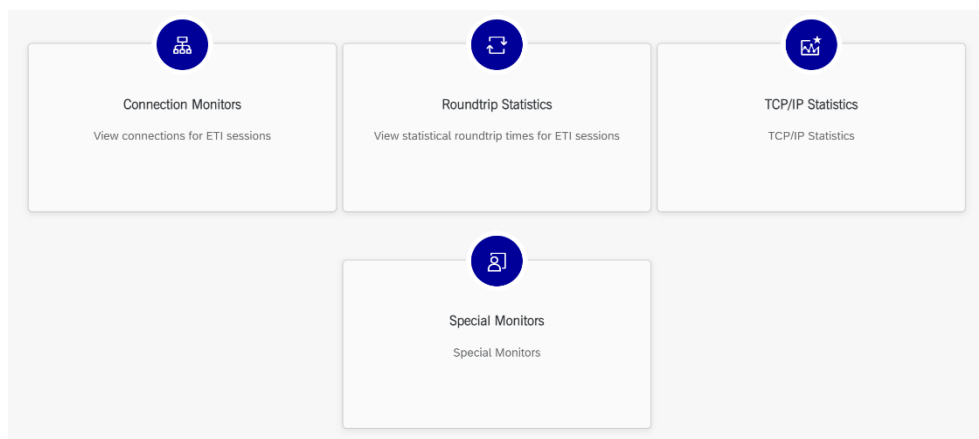 Connection Monitors
View connections for ETI sessions
Roundtrip Statistics
View statistical roundtrip times for ETI sessions
TCP/IP Statistics
TCP/IP Statistics
Special Monitors
Special Monitors